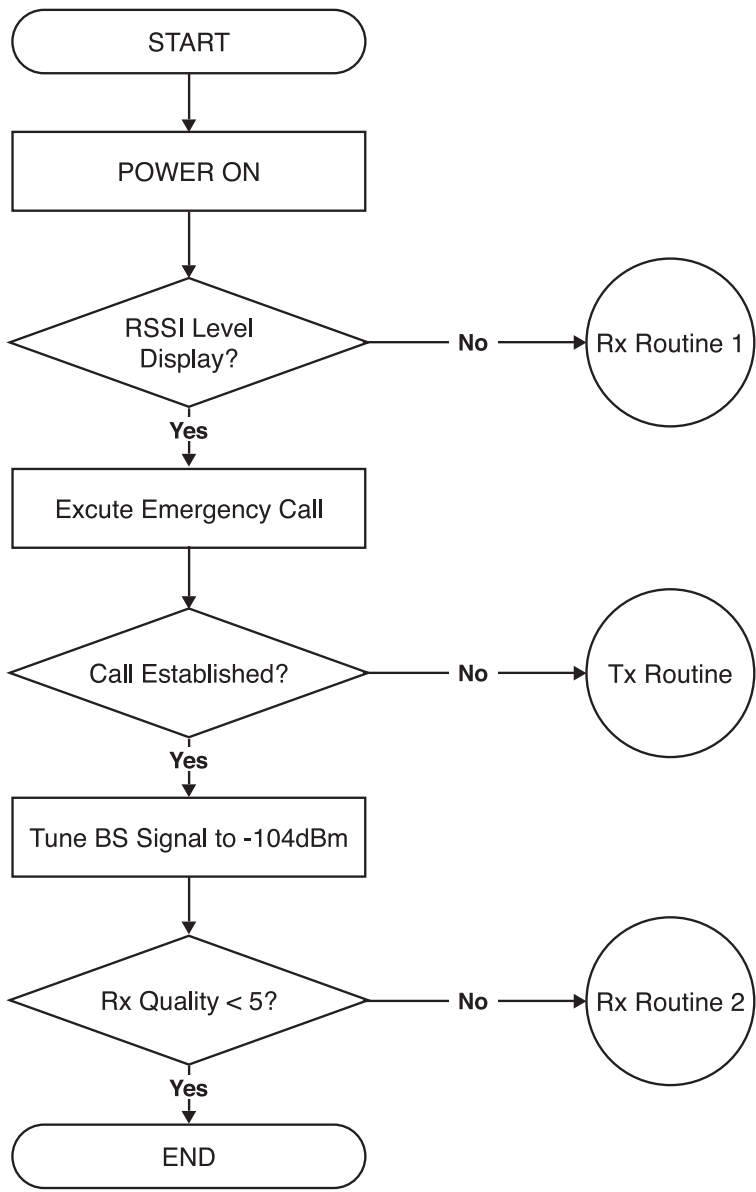 START
POWER ON
RSSI Level
Display?
No
Rx Routine 1
Yes
Excute Emergency Call
Call Established?
No
Tx Routine
Yes
Tune BS Signal to -104dBm
Rx Quality < 5?
No
Rx Routine 2
Yes
END